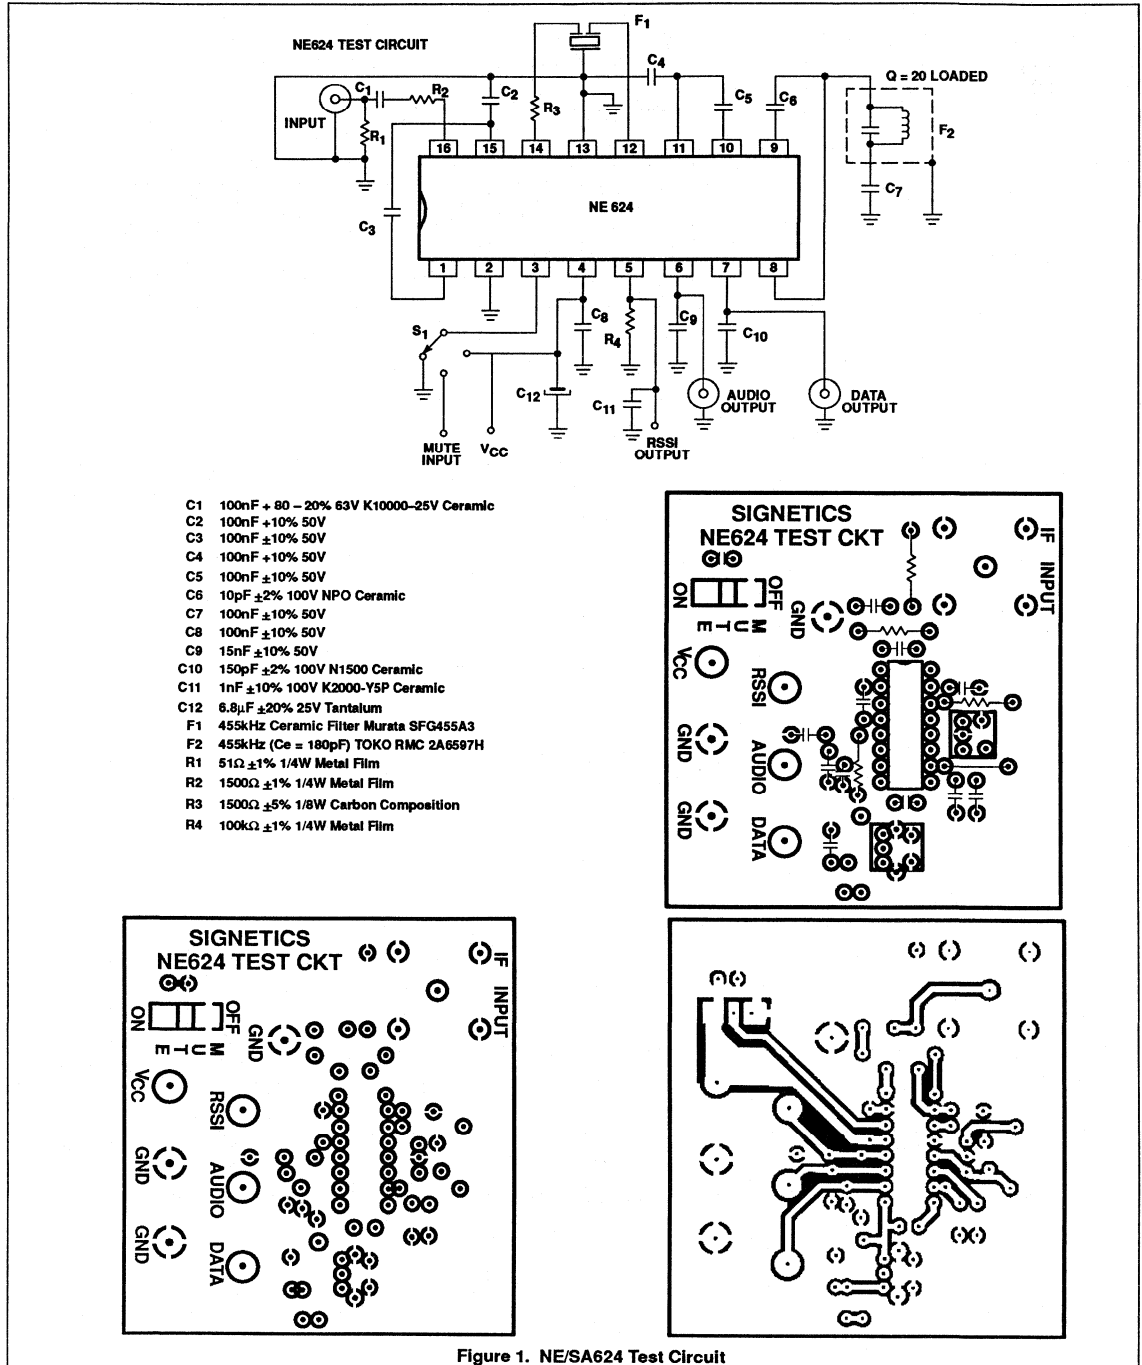 NE624 TEST CIRCUIT
F1
C4
Q = 20 LOADED
C1
R2
C2
R3
C5
C6
F2
INPUT
R1
16
15
14
13
12
11
10
9
C7
NE 624
C3
1
2
3
4
5
6
7
8
S1
C8
R4
C9
C10
C12
C11
AUDIO
OUTPUT
DATA
OUTPUT
MUTE
INPUT
VCC
RSSI
OUTPUT
C1 100nF + 80 – 20% 63V K10000–25V Ceramic
C2 100nF +10% 50V
C3 100nF ±10% 50V
C4 100nF +10% 50V
C5 100nF ±10% 50V
C6 10pF ±2% 100V NPO Ceramic
C7 100nF ±10% 50V
C8 100nF ±10% 50V
C9 15nF ±10% 50V
C10 150pF ±2% 100V N1500 Ceramic
C11 1nF ±10% 100V K2000-Y5P Ceramic
C12 6.8µF ±20% 25V Tantalum
F1 455kHz Ceramic Filter Murata SFG455A3
F2 455kHz (Ce = 180pF) TOKO RMC 2A6597H
R1 51Ω ±1% 1/4W Metal Film
R2 1500Ω ±1% 1/4W Metal Film
R3 1500Ω ±5% 1/8W Carbon Composition
R4 100kΩ ±1% 1/4W Metal Film
SIGNETICS
NE624 TEST CKT
IF
INPUT
ON
OFF
MUTE
GND
VCC
RSSI
GND
AUDIO
GND
DATA
SIGNETICS
NE624 TEST CKT
IF
INPUT
ON
OFF
MUTE
GND
VCC
RSSI
GND
AUDIO
GND
DATA
Figure 1. NE/SA624 Test Circuit